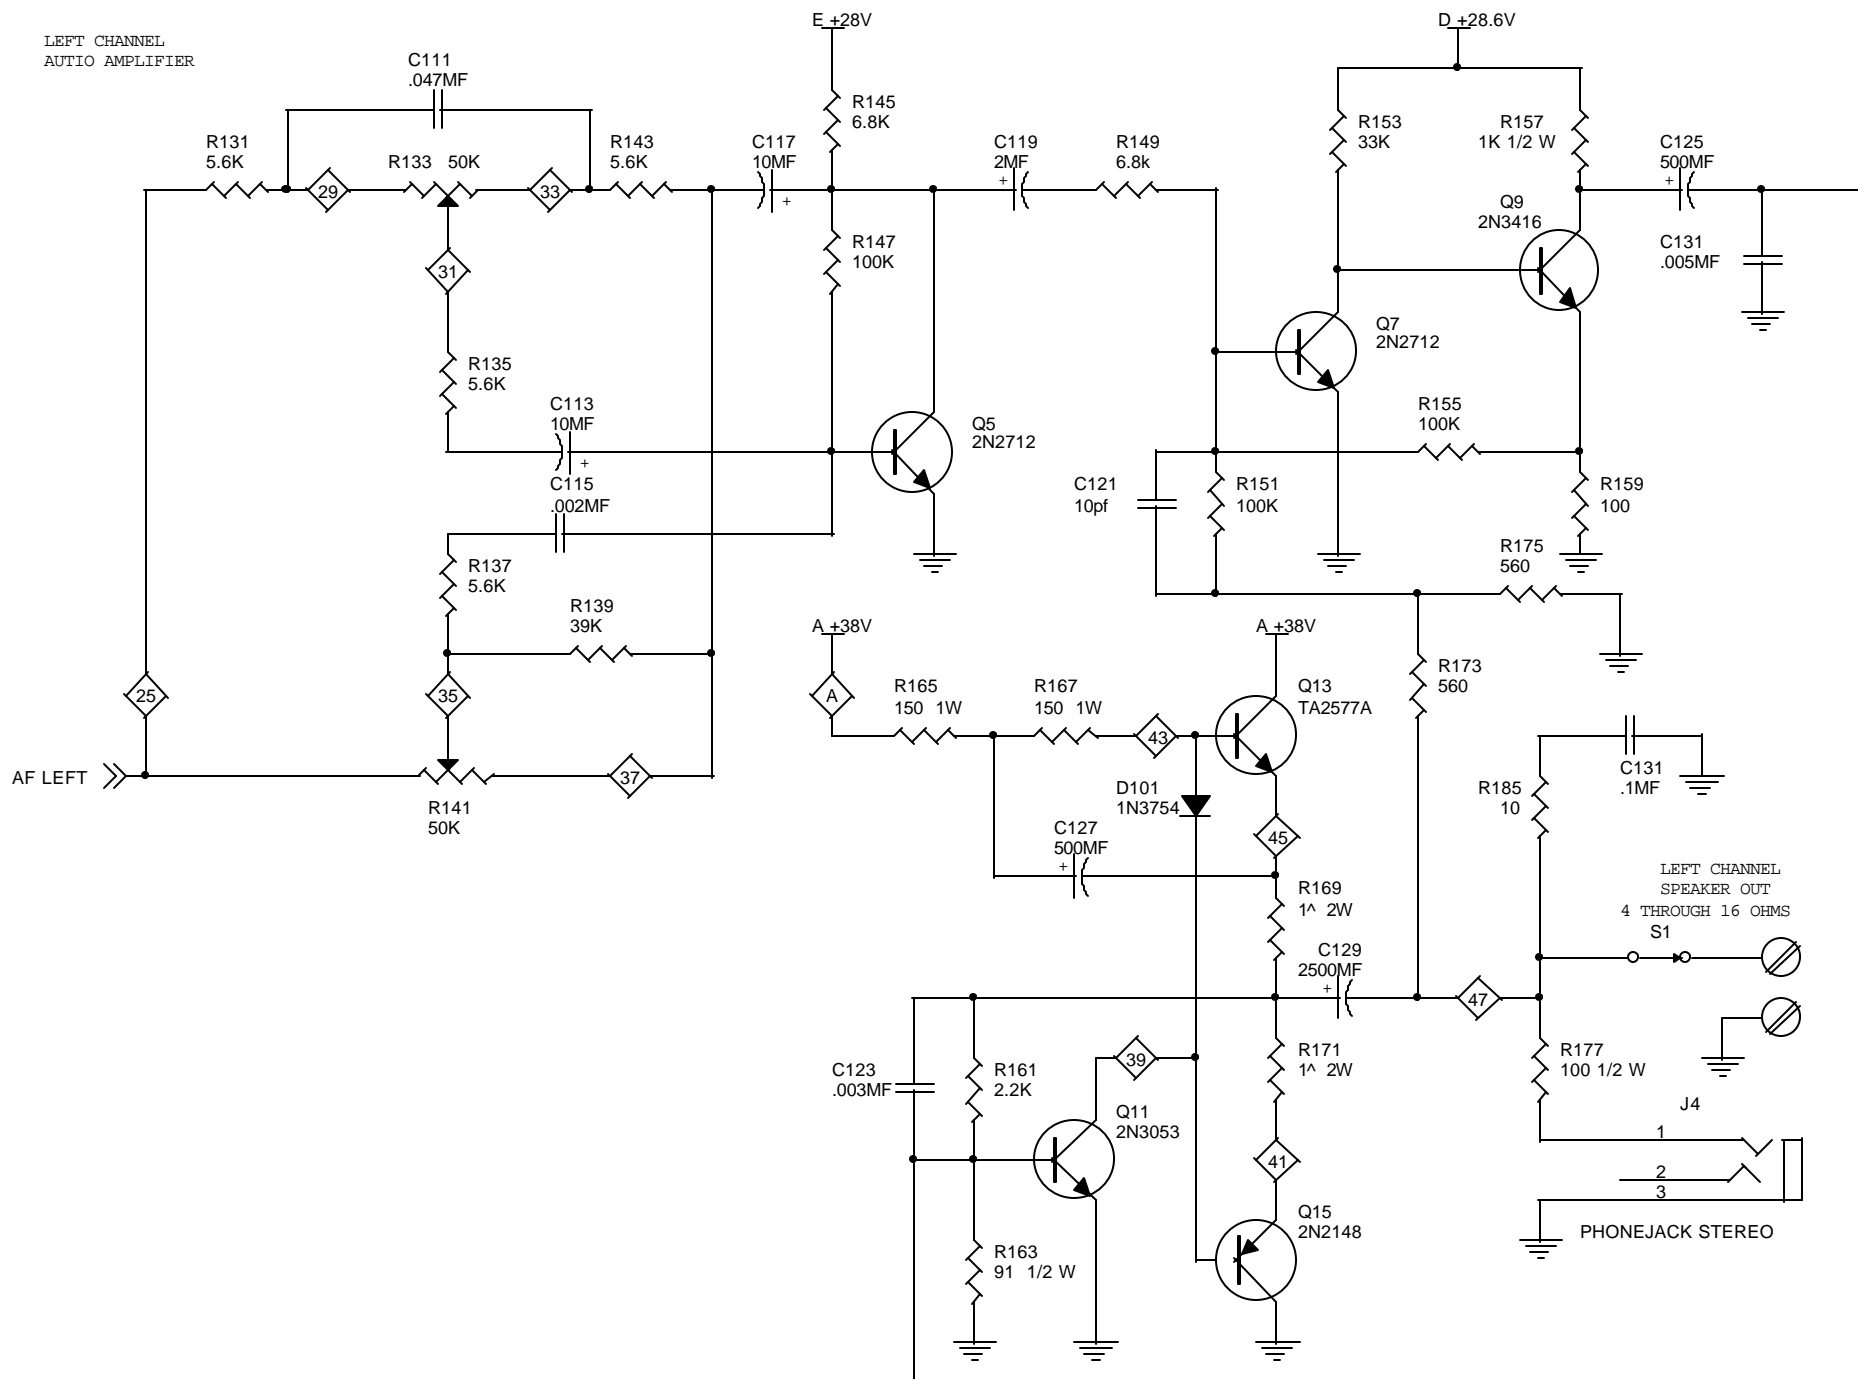 LEFT CHANNEL
AUTIO AMPLIFIER
E +28V
D +28.6V
C111
.047MF
R145
6.8K
R131
5.6K
R133 50K
R143
5.6K
C117
10MF
+
C119
2MF
+
R149
6.8k
R153
33K
R157
1K 1/2 W
C125
500MF
+
29
33
Q9
2N3416
R147
100K
C131
.005MF
31
Q7
2N2712
R135
5.6K
C113
10MF
+
Q5
2N2712
R155
100K
C115
.002MF
C121
10pf
R151
100K
R159
100
R175
560
R137
5.6K
R139
39K
A +38V
A +38V
R173
560
25
35
A
R165
150 1W
R167
150 1W
43
Q13
TA2577A
AF LEFT
37
R141
50K
D101
1N3754
R185
10
C131
.1MF
C127
500MF
+
45
R169
1^ 2W
LEFT CHANNEL
SPEAKER OUT
4 THROUGH 16 OHMS
S1
C129
2500MF
+
47
C123
.003MF
R161
2.2K
39
R171
1^ 2W
R177
100 1/2 W
Q11
2N3053
J4
1
2
3
41
Q15
2N2148
PHONEJACK STEREO
R163
91 1/2 W